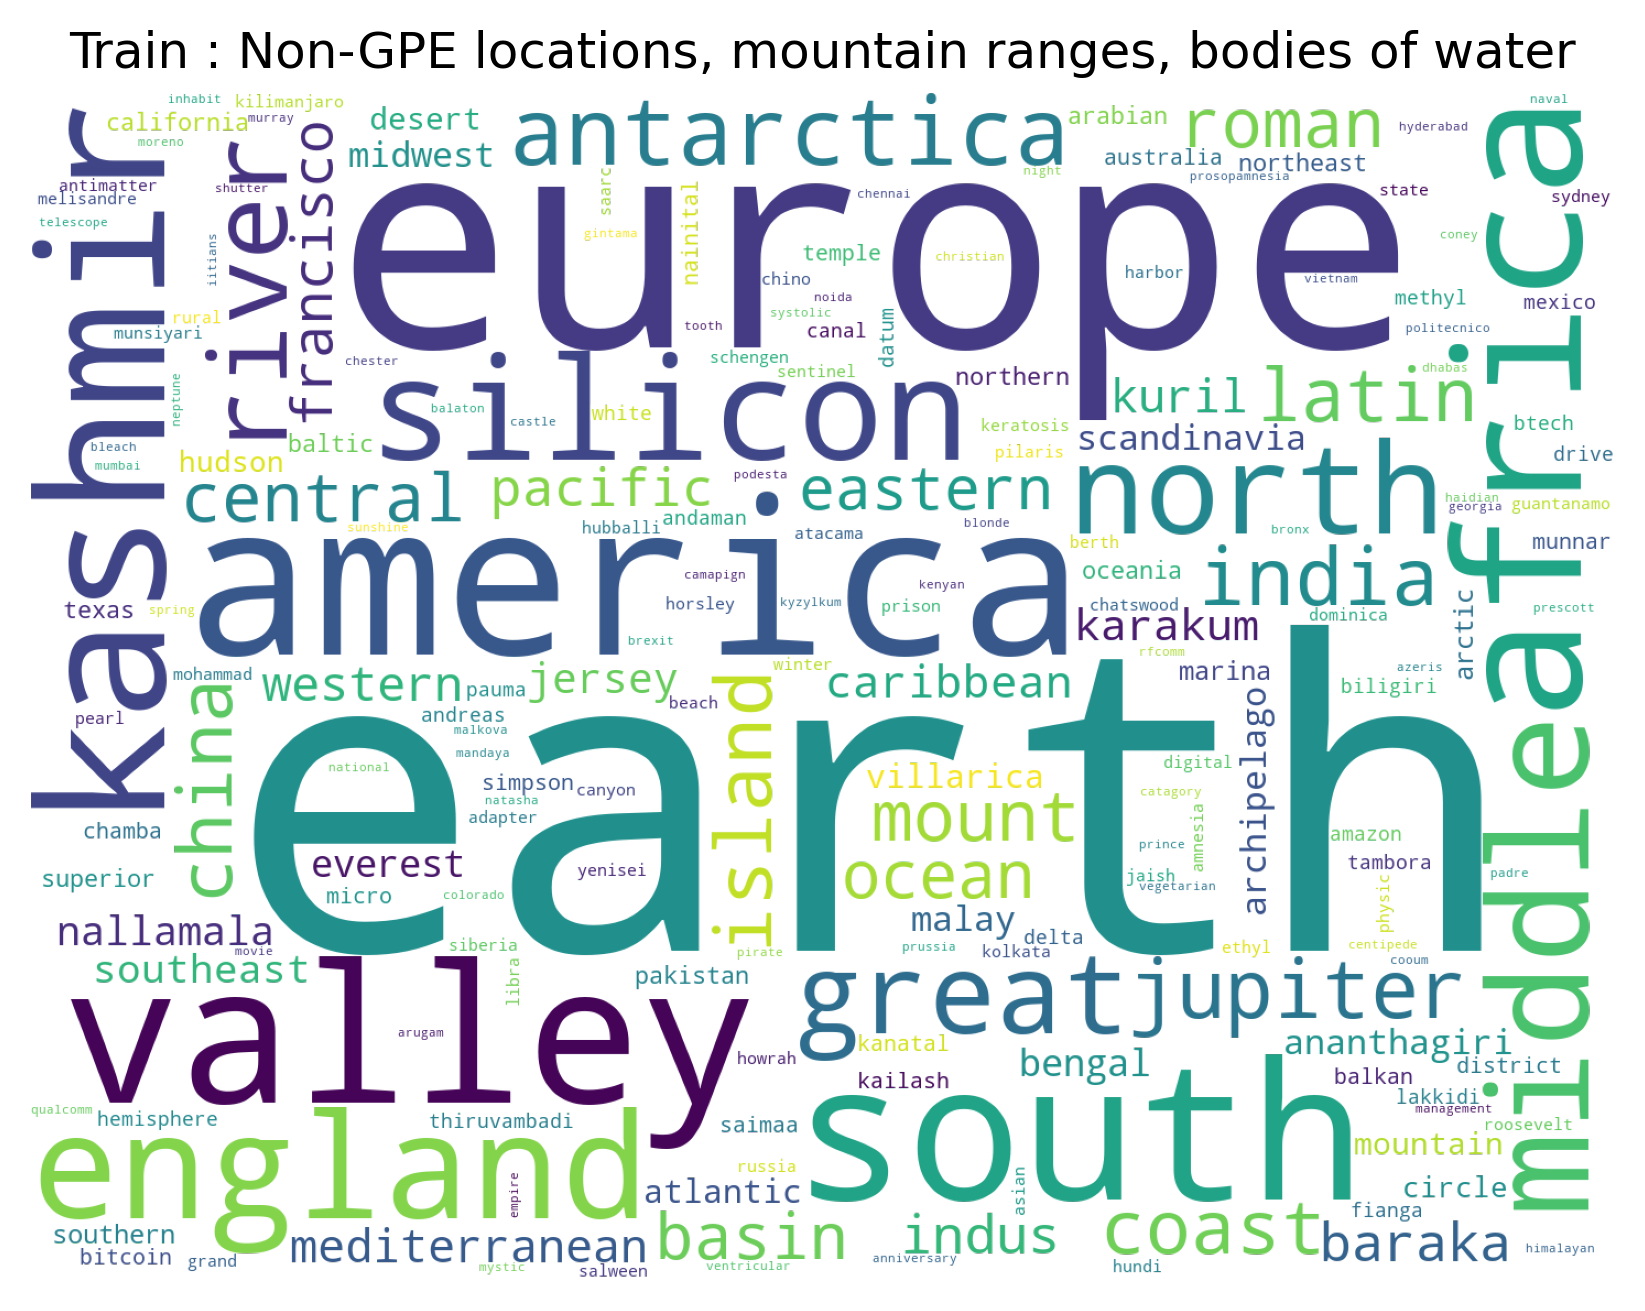 Train : Non-GPE locations, mountain ranges, bodies of water
inhabit
kilimanjaro
california
murray
moreno
desert
midwest
antarctica
arabian
roman
naval
hyderabad
australia
northeast
antimatter
melisandre
shutter
telescope
kashmir
river
francisco
saarc
nainital
europe
chennai
night
prosopamnesia
state
sydney
africa
gintama
temple
christian
iitians
chino
noida
systolic
harbor
vietnam
coney
methyl
mexico
rural
munsiyari
tooth
canal
datum
politecnico
chester
schengen
sentinel
silicon
northern
kuril
latin
dhabas
neptune
balaton
castle
white
keratosis
pilaris
scandinavia
btech
drive
baltic
bleach
mumbai
hudson
central
pacific
podesta
eastern
north
haidian
georgia
guantanamo
sunshine
hubballi
andaman
atacama
blonde
bronx
berth
munnar
america
camapign
horsley
kyzylkum
prison
kenyan
oceania
india
chatswood
dominica
prescott
texas
spring
brexit
karakum
rfcomm
arctic
mohammad
western
pauma
jersey
winter
caribbean
marina
azeris
biligiri
pearl
china
andreas
malkova
beach
island
archipelago
middle
mandaya
national
simpson
canyon
natasha
adapter
earth
villarica
mount
digital
catagory
amnesia
chamba
everest
prince
amazon
tambora
superior
micro
colorado
yenisei
ocean
jaish
vegetarian
padre
physic
nallamala
movie
siberia
malay
delta
prussia
kolkata
ethyl
centipede
cooum
pirate
southeast
libra
pakistan
great
jupiter
valley
arugam
howrah
kanatal
kailash
bengal
ananthagiri
district
balkan
lakkidi
management
qualcomm
hemisphere
thiruvambadi
saimaa
south
roosevelt
mountain
england
empire
russia
atlantic
asian
circle
fianga
southern
bitcoin
grand
mediterranean
mystic
salween
basin
ventricular
indus
anniversary
coast
hundi
baraka
himalayan